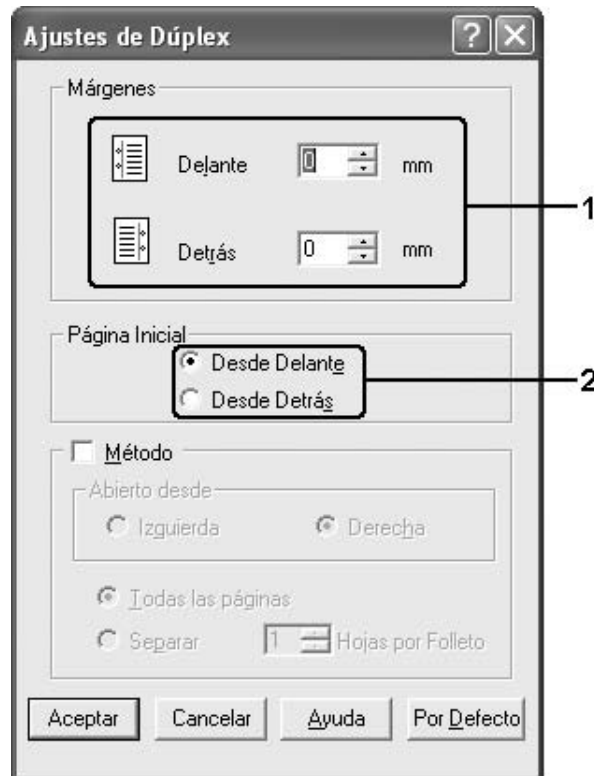 Ajustes de Dúplex
Márgenes
Delante 0 mm
1
Detrás 0 mm
Página Inicial
Desde Delante
2
Desde Detrás
Método
Abierto desde
Izquierda Derecha
Todas las páginas
Separar 1 Hojas por Folleto
Aceptar Cancelar Ayuda Por Defecto